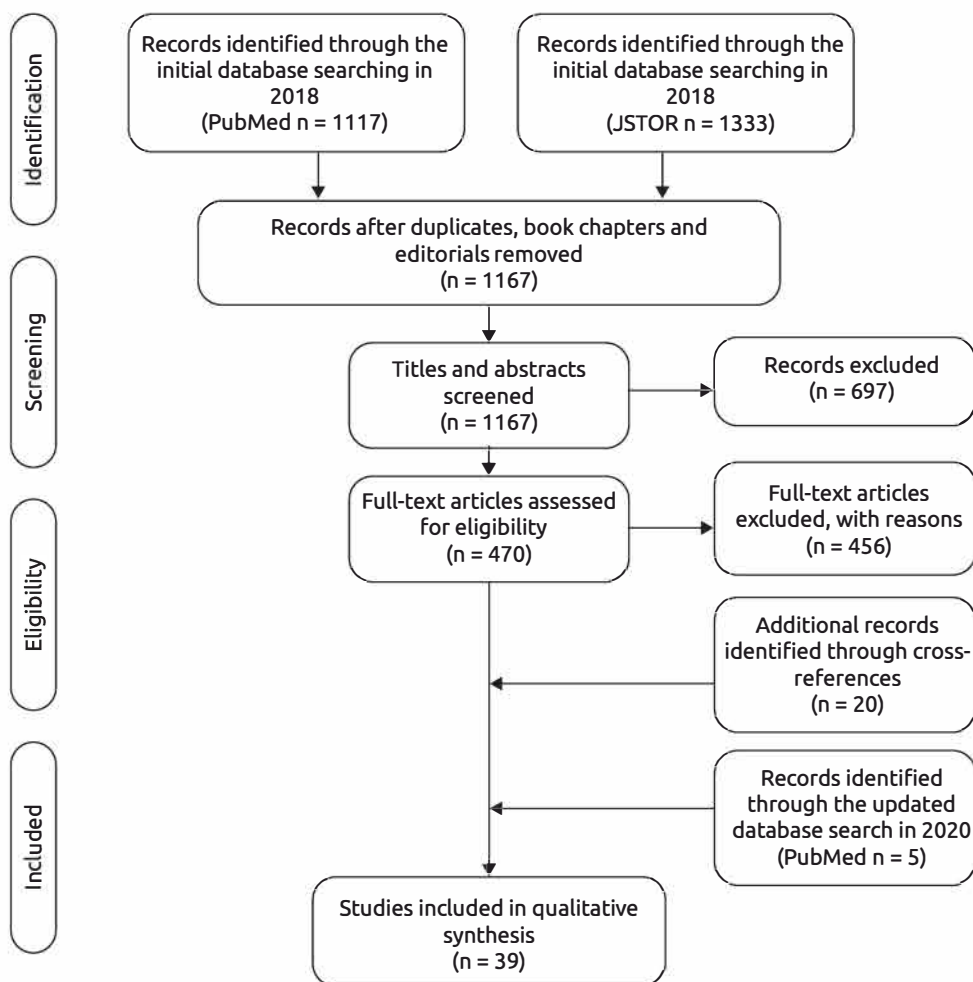 Identification
Records identified through the
initial database searching in
2018
(PubMed n = 1117)
Records identified through the
initial database searching in
2018
(JSTOR n = 1333)
Records after duplicates, book chapters and
editorials removed
(n = 1167)
Screening
Titles and abstracts
screened
(n = 1167)
Records excluded
(n = 697)
Eligibility
Full-text articles assessed
for eligibility
(n = 470)
Full-text articles
excluded, with reasons
(n = 456)
Additional records
identified through cross-
references
(n = 20)
Included
Records identified
through the updated
database search in 2020
(PubMed n = 5)
Studies included in qualitative
synthesis
(n = 39)